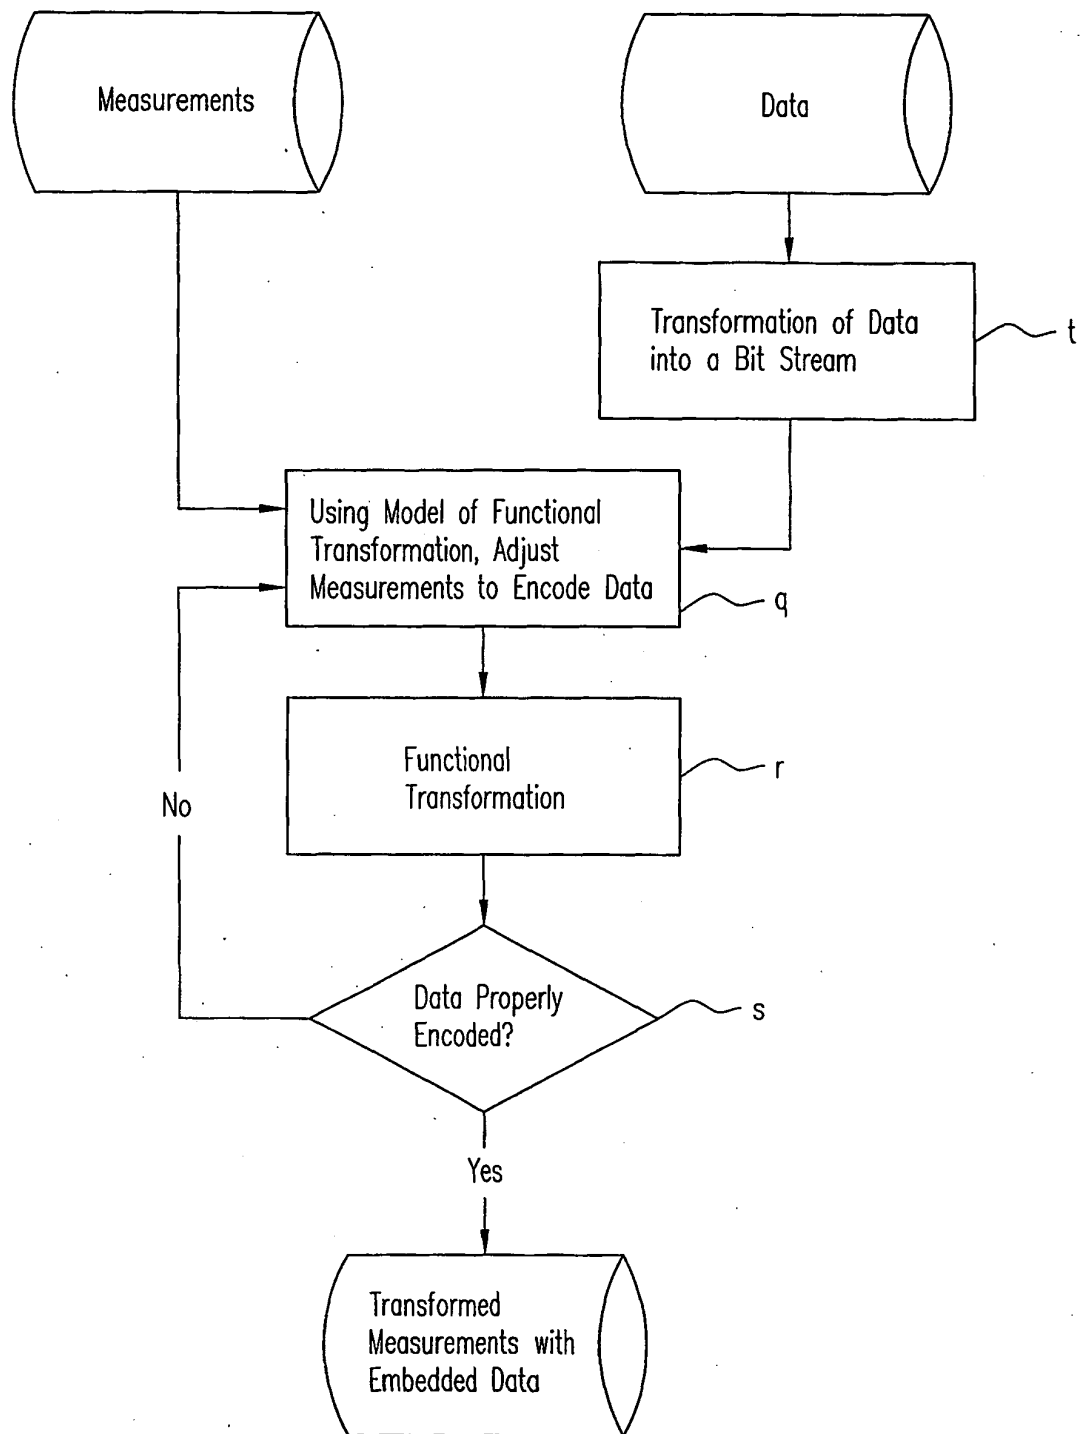 Measurements
Data
Transformation of Data
into a Bit Stream
t
Using Model of Functional
Transformation, Adjust
Measurements to Encode Data
q
Functional
Transformation
r
No
Data Properly
Encoded?
s
Yes
Transformed
Measurements with
Embedded Data